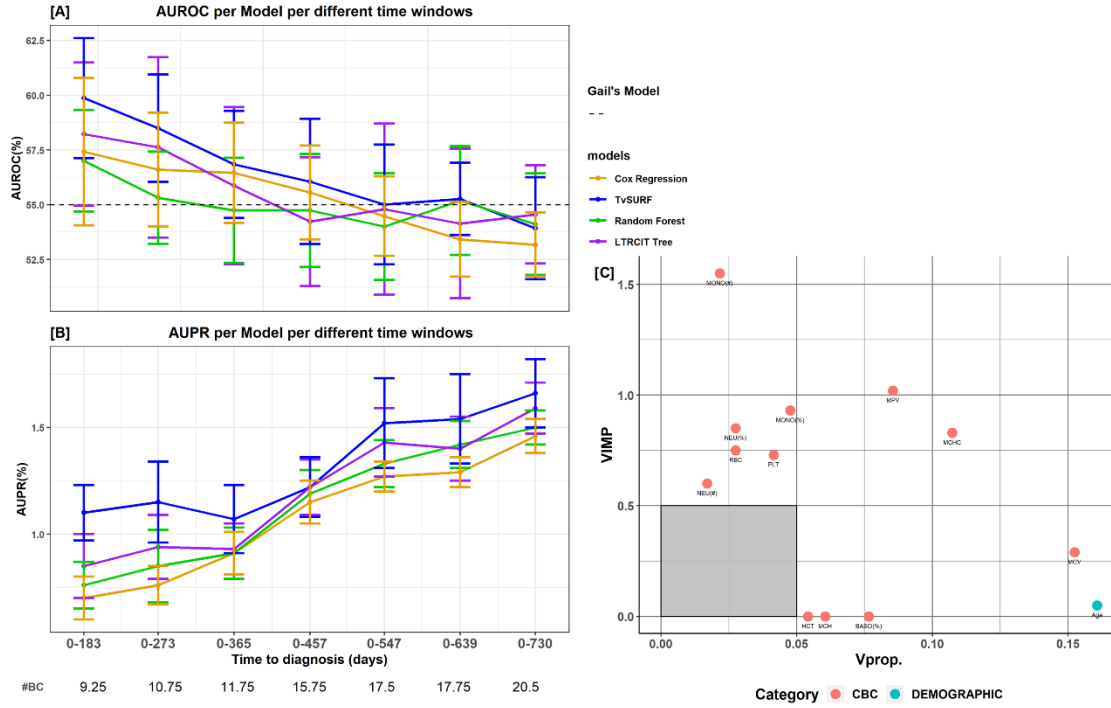 [A]
AUROC per Model per different time windows
AUROC(%)
62.5
60.0
57.5
55.0
52.5
[B]
AUPR per Model per different time windows
AUPR(%)
1.5
1.0
0-183 0-273 0-365 0-457 0-547 0-639 0-730
Time to diagnosis (days)
#BC 9.25 10.75 11.75 15.75 17.5 17.75 20.5
Gail's Model
models
Cox Regression
TvSURF
Random Forest
LTRCIT Tree
[C]
VIMP
1.5
1.0
0.5
0.0
MONO(#)
MPV
MONO(%)
NEU(%)
MCHC
RBC
PLT
NEU(#)
MCV
Age
HCT
MCH
BASO(%)
0.00 0.05 0.10 0.15
Vprop.
Category CBC DEMOGRAPHIC